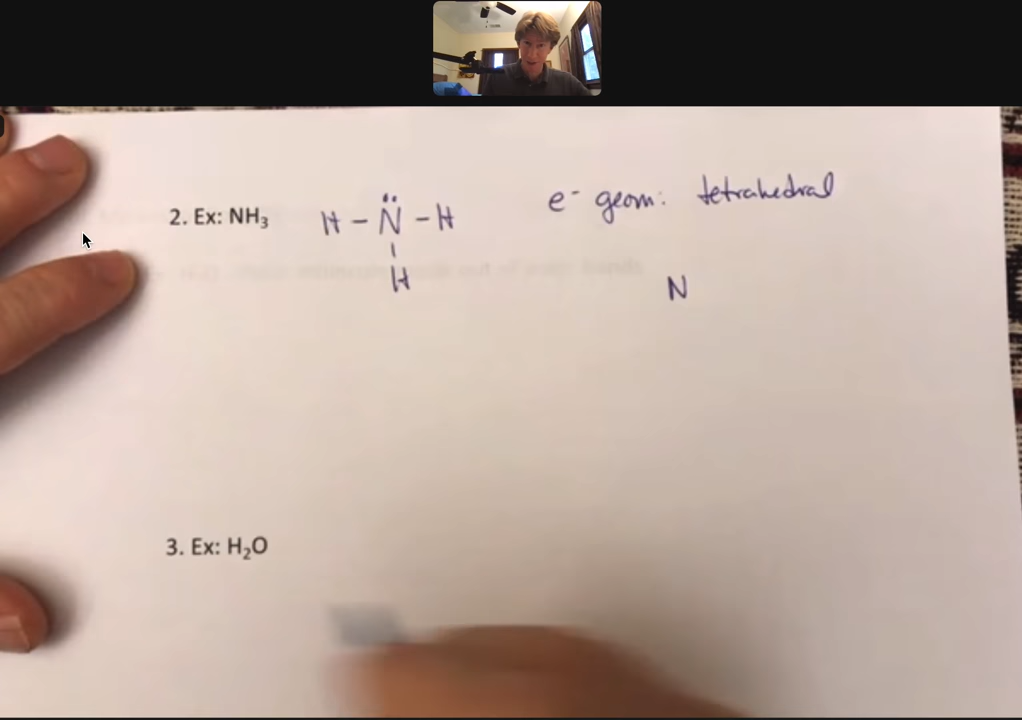 2. Ex: NH₃ H - N̈ - H e⁻ geom: tetrahedral
|
H N
3. Ex: H₂O